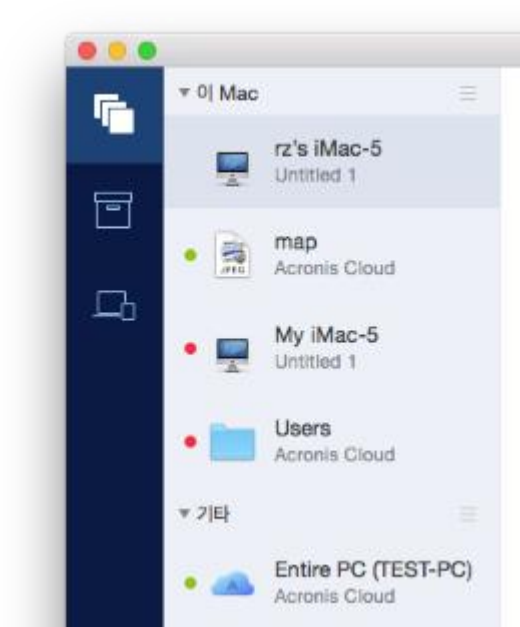 이 Mac
rz's iMac-5
Untitled 1
JPEG
map
Acronis Cloud
My iMac-5
Untitled 1
Users
Acronis Cloud
기타
Entire PC (TEST-PC)
Acronis Cloud